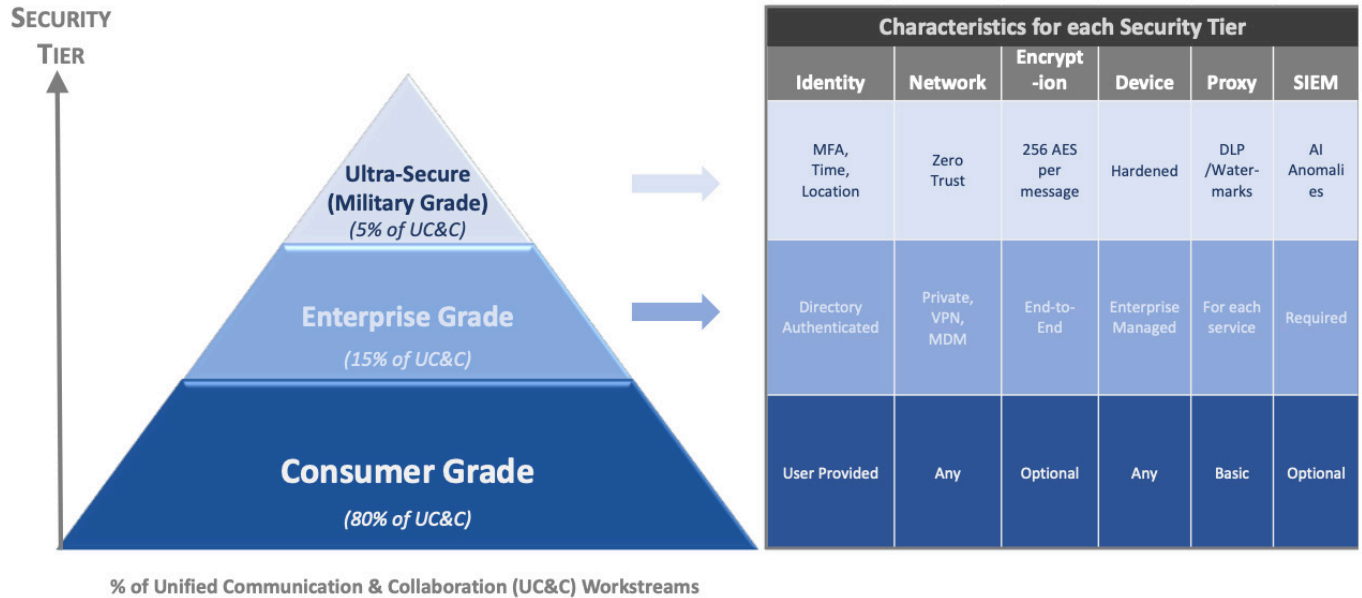 SECURITY
TIER
Ultra-Secure
(Military Grade)
(5% of UC&C)
Enterprise Grade
(15% of UC&C)
Consumer Grade
(80% of UC&C)
% of Unified Communication & Collaboration (UC&C) Workstreams
Characteristics for each Security Tier
Identity
Network
Encrypt
-ion
Device
Proxy
SIEM
MFA,
Time,
Location
Zero
Trust
256 AES
per
message
Hardened
DLP
/Water-
marks
AI
Anomali
es
Directory
Authenticated
Private,
VPN,
MDM
End-to-
End
Enterprise
Managed
For each
service
Required
User Provided
Any
Optional
Any
Basic
Optional